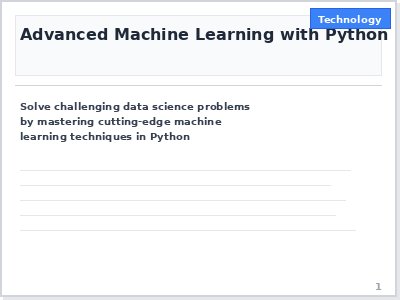 Technology
Advanced Machine Learning with Python
Solve challenging data science problems
by mastering cutting-edge machine
learning techniques in Python
1